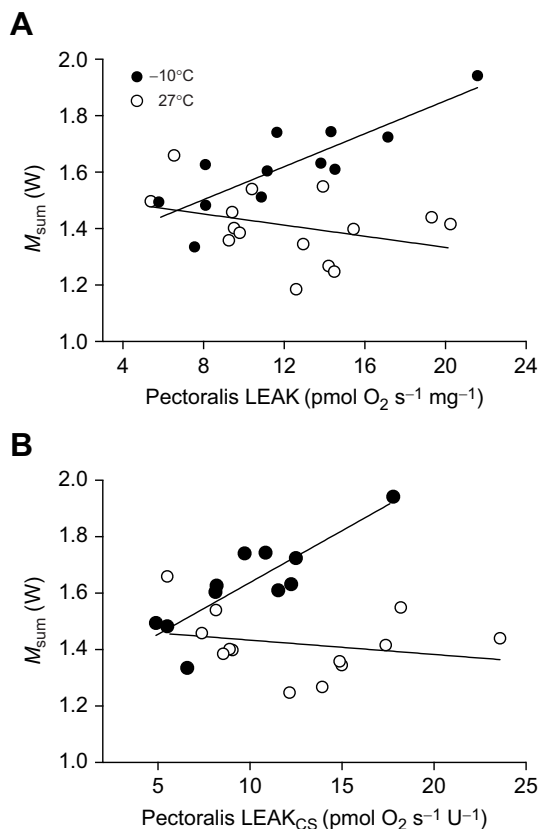 A
2.0
−10°C
27°C
1.8
1.6
1.4
1.2
1.0
Msum (W)
4 8 12 16 20 24
Pectoralis LEAK (pmol O2 s−1 mg−1)
B
2.0
1.8
1.6
1.4
1.2
1.0
Msum (W)
5 10 15 20 25
Pectoralis LEAKCS (pmol O2 s−1 U−1)